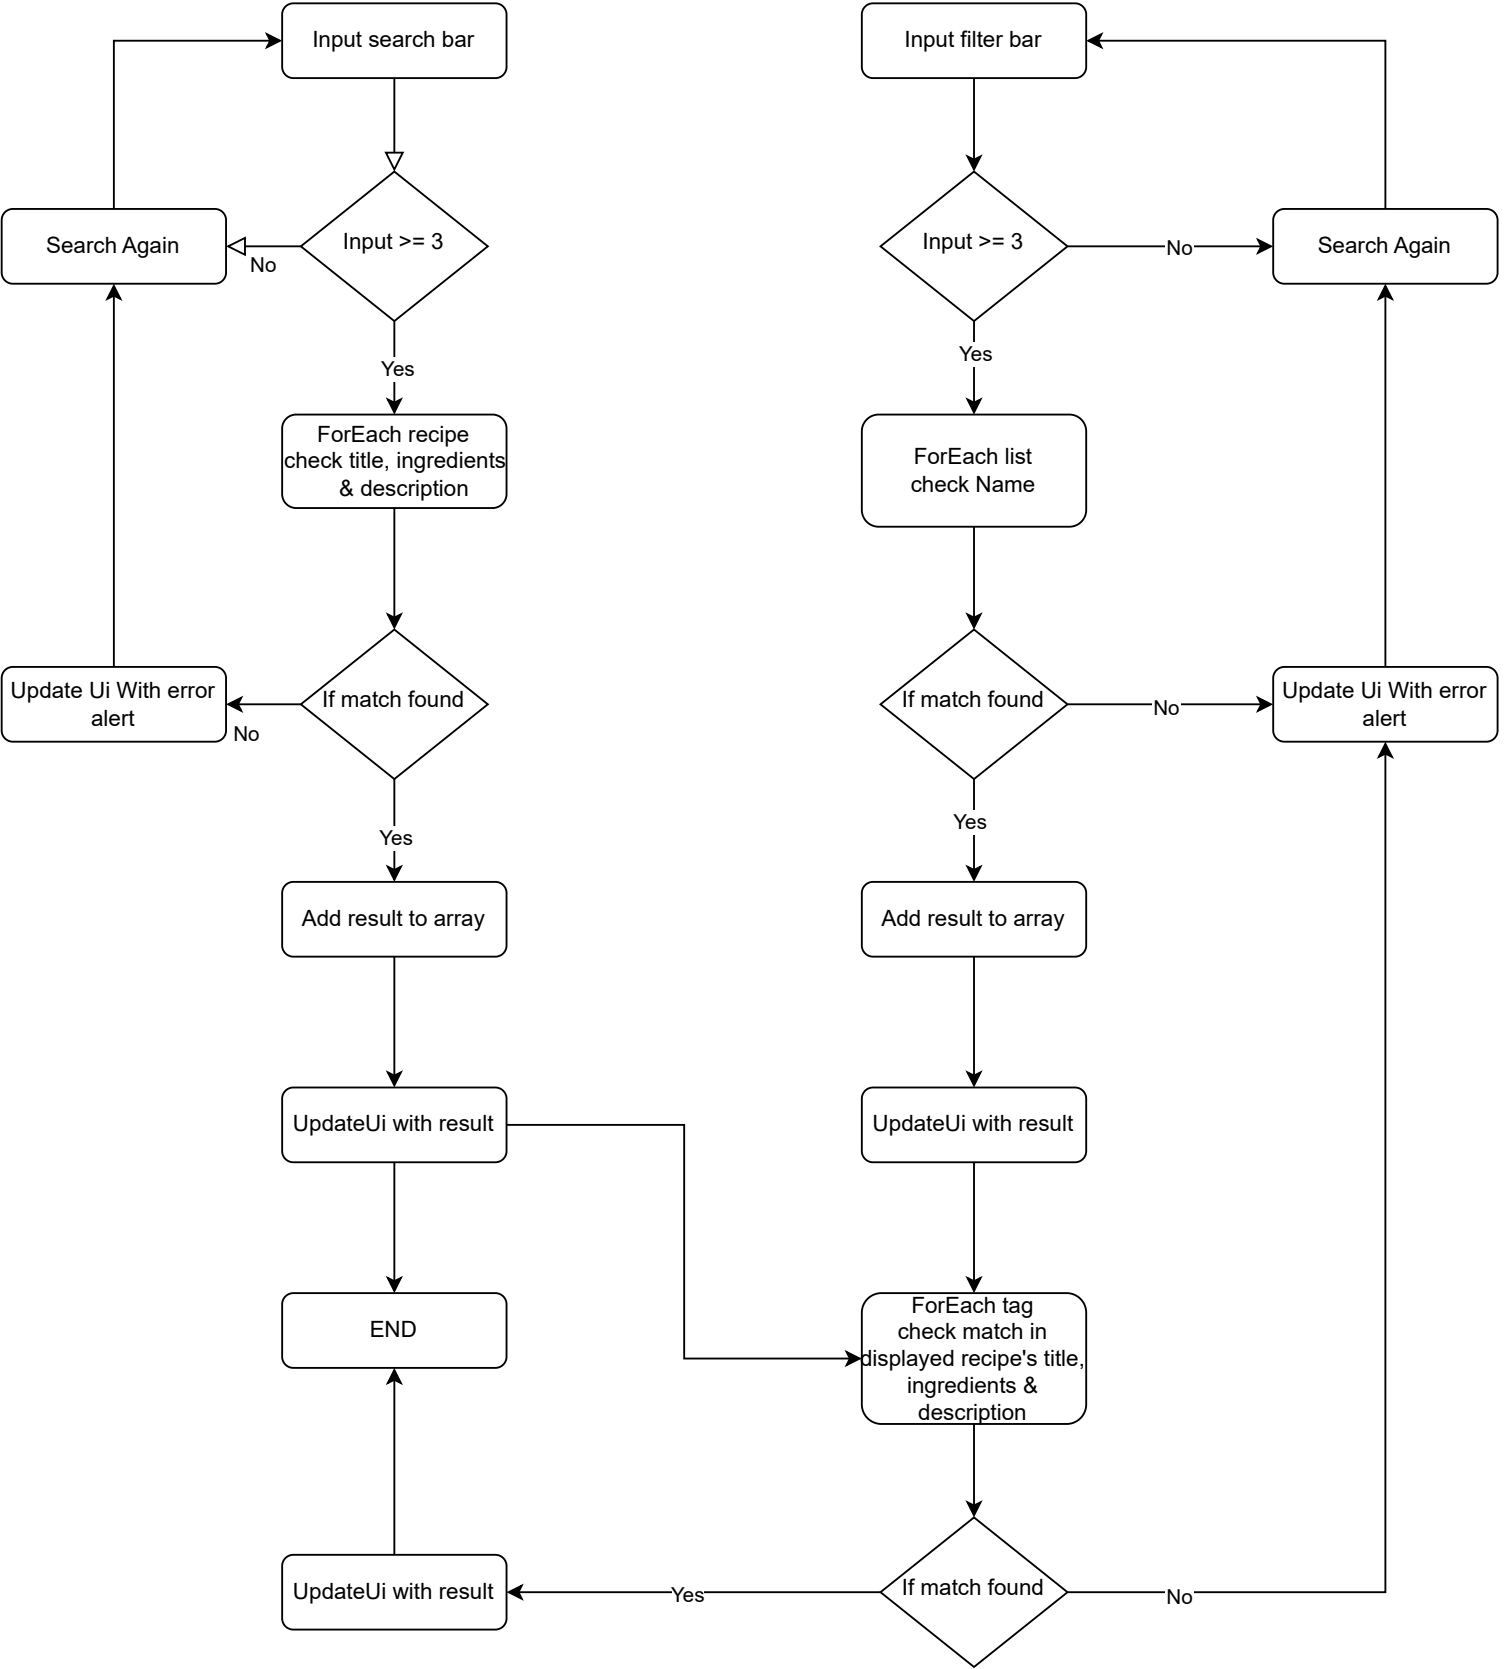 Input search bar
Input filter bar
Search Again
Input >= 3
Input >= 3
Search Again
No
No
Yes
Yes
ForEach recipe
check title, ingredients
& description
ForEach list
check Name
Update Ui With error
alert
If match found
If match found
Update Ui With error
alert
No
No
Yes
Yes
Add result to array
Add result to array
UpdateUi with result
UpdateUi with result
END
ForEach tag
check match in
displayed recipe's title,
ingredients &
description
UpdateUi with result
Yes
If match found
No